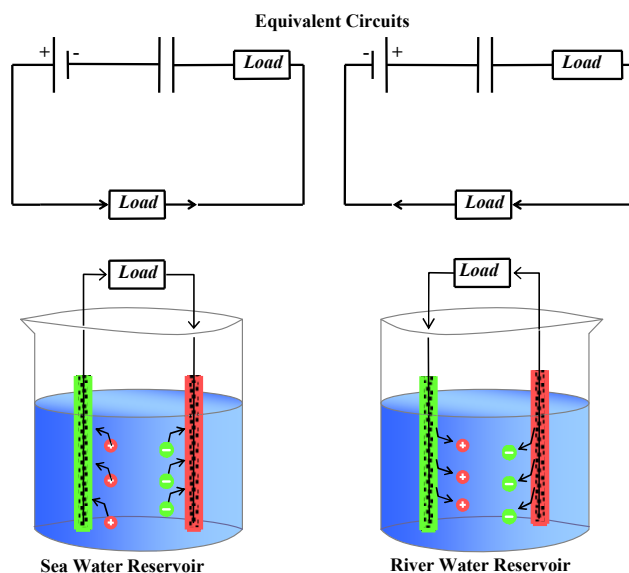 Equivalent Circuits
+ - Load
- + Load
Load
Load
Load
Load
+ −
+ −
+ −
+ −
+ −
+ −
Sea Water Reservoir
River Water Reservoir